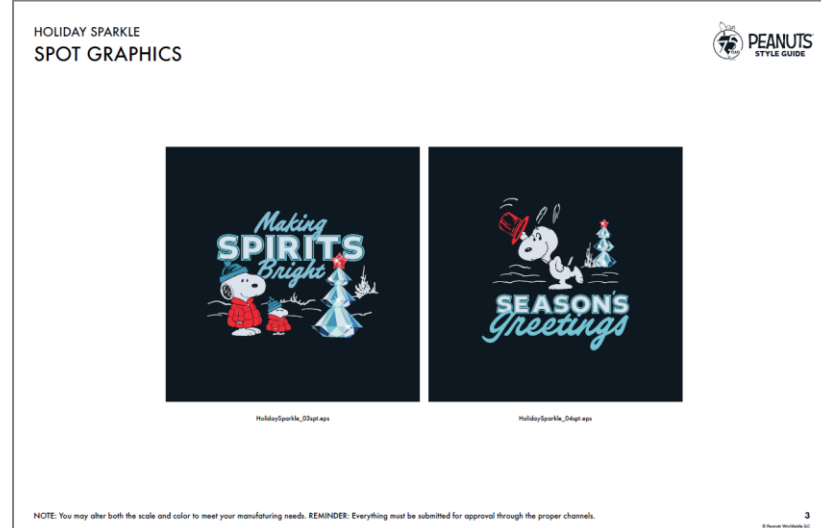 HOLIDAY SPARKLE
SPOT GRAPHICS
75
YEARS
PEANUTS
STYLE GUIDE
Making
SPIRITS
Bright
SEASON'S
Greetings
HolidaySparkle_03spt.eps
HolidaySparkle_04spt.eps
NOTE: You may alter both the scale and color to meet your manufaturing needs. REMINDER: Everything must be submitted for approval through the proper channels.
3
© Peanuts Worldwide LLC